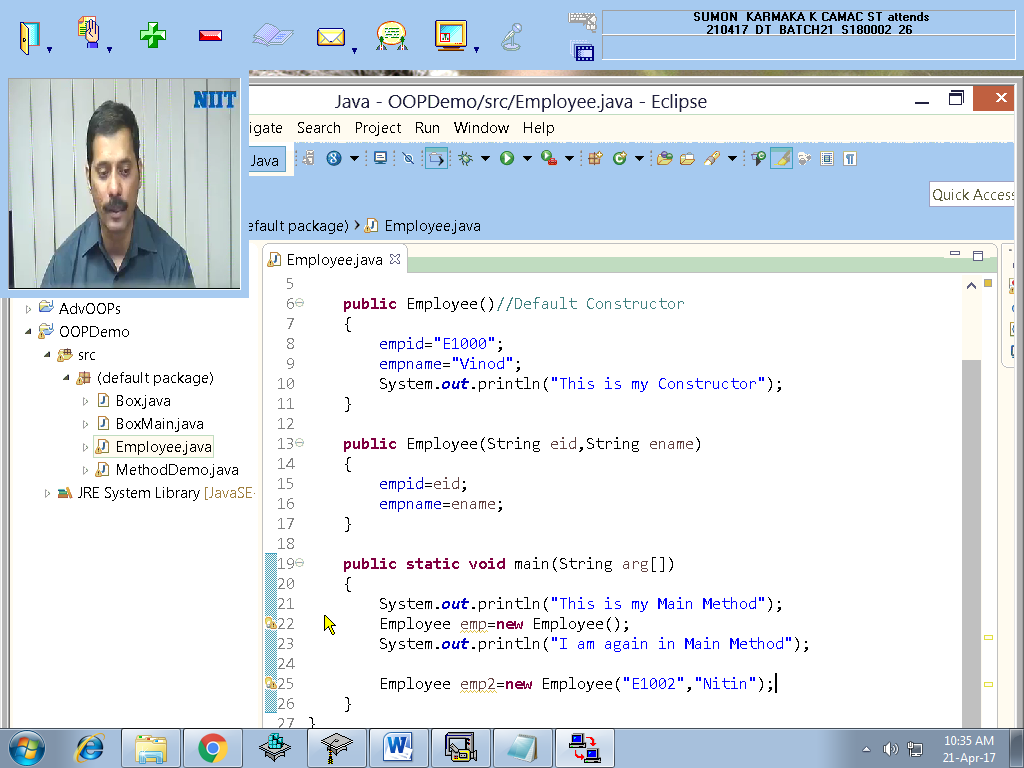 SUMON KARMAKA K CAMAC ST attends
210417 DT BATCH21 S180002 26
NIIT
Java - OOPDemo/src/Employee.java - Eclipse
igate Search Project Run Window Help
Java
Quick Access
efault package) Employee.java
Employee.java
AdvOOPs
OOPDemo
src
(default package)
Box.java
BoxMain.java
Employee.java
MethodDemo.java
JRE System Library [JavaSE-
5
6 public Employee()//Default Constructor
7 {
8 empid="E1000";
9 empname="Vinod";
10 System.out.println("This is my Constructor");
11 }
12
13 public Employee(String eid,String ename)
14 {
15 empid=eid;
16 empname=ename;
17 }
18
19 public static void main(String arg[])
20 {
21 System.out.println("This is my Main Method");
22 Employee emp=new Employee();
23 System.out.println("I am again in Main Method");
24
25 Employee emp2=new Employee("E1002","Nitin");
26 }
27 }
10:35 AM
21-Apr-17